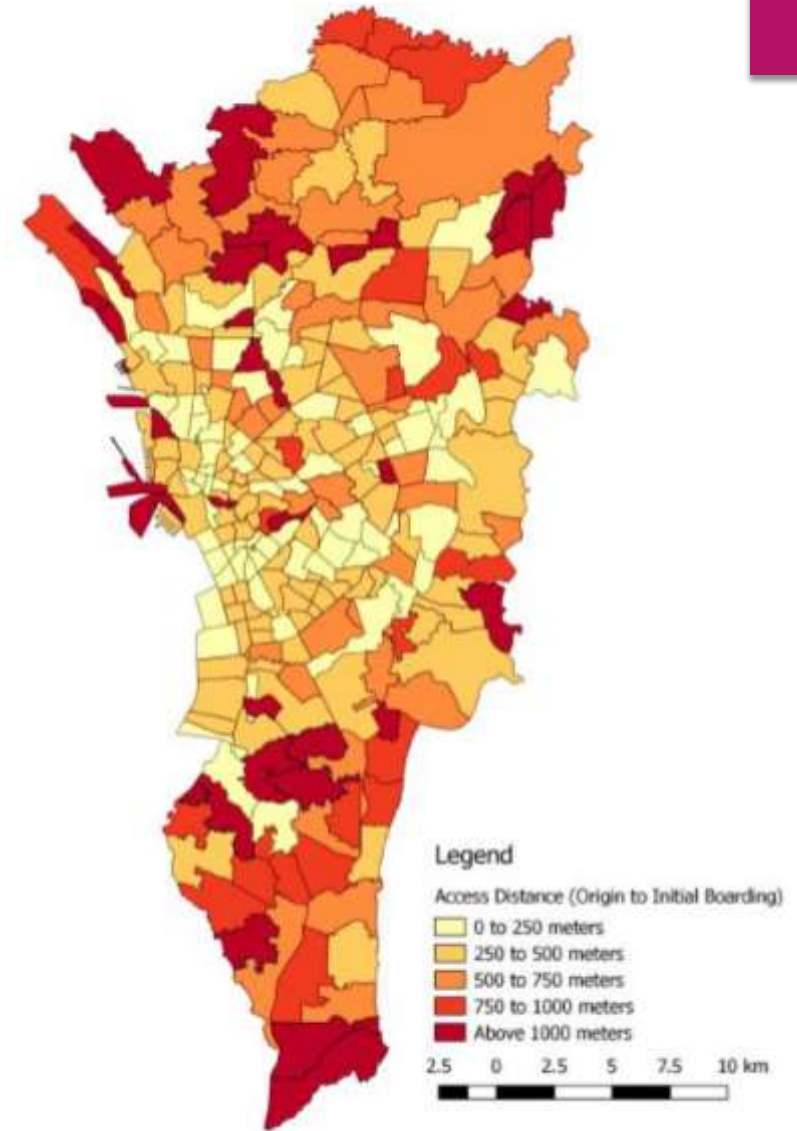 Legend
Access Distance (Origin to Initial Boarding)
0 to 250 meters
250 to 500 meters
500 to 750 meters
750 to 1000 meters
Above 1000 meters
2.5 0 2.5 5 7.5 10 km